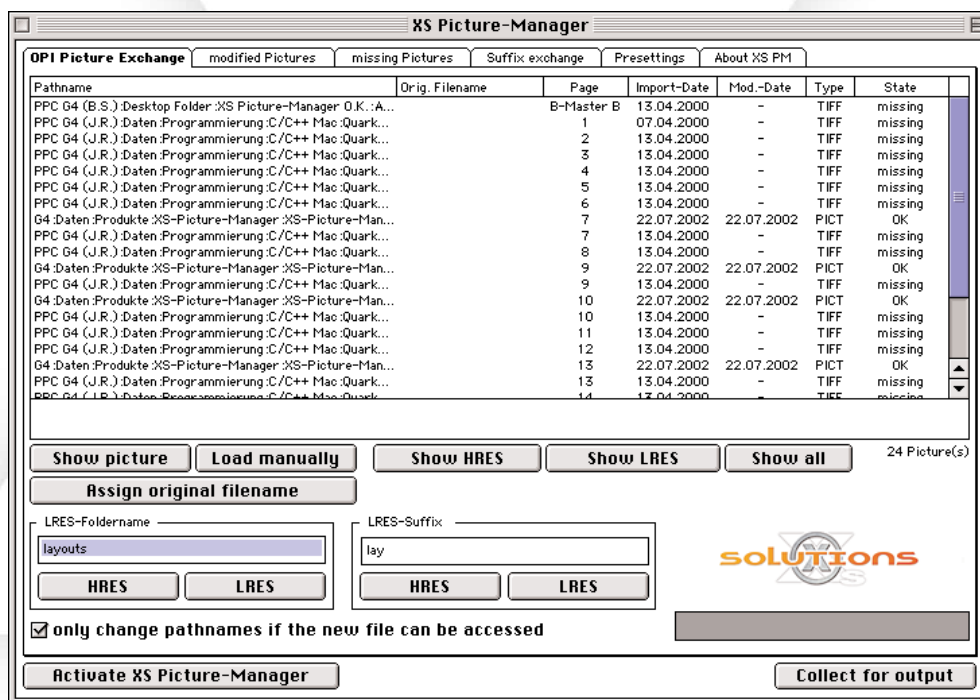 XS Picture-Manager
OPI Picture Exchange modified Pictures missing Pictures Suffix exchange Presettings About XS PM
Pathname Orig. Filename Page Import-Date Mod.-Date Type State
PPC G4 (B.S.):Desktop Folder:XS Picture-Manager O.K.:A... B-Master B 13.04.2000 - TIFF missing
PPC G4 (J.R.):Daten:Programmierung:C/C++ Mac:Quark... 1 07.04.2000 - TIFF missing
PPC G4 (J.R.):Daten:Programmierung:C/C++ Mac:Quark... 2 13.04.2000 - TIFF missing
PPC G4 (J.R.):Daten:Programmierung:C/C++ Mac:Quark... 3 13.04.2000 - TIFF missing
PPC G4 (J.R.):Daten:Programmierung:C/C++ Mac:Quark... 4 13.04.2000 - TIFF missing
PPC G4 (J.R.):Daten:Programmierung:C/C++ Mac:Quark... 5 13.04.2000 - TIFF missing
PPC G4 (J.R.):Daten:Programmierung:C/C++ Mac:Quark... 6 13.04.2000 - TIFF missing
G4:Daten:Produkte:XS-Picture-Manager:XS-Picture-Man... 7 22.07.2002 22.07.2002 PICT OK
PPC G4 (J.R.):Daten:Programmierung:C/C++ Mac:Quark... 7 13.04.2000 - TIFF missing
PPC G4 (J.R.):Daten:Programmierung:C/C++ Mac:Quark... 8 13.04.2000 - TIFF missing
G4:Daten:Produkte:XS-Picture-Manager:XS-Picture-Man... 9 22.07.2002 22.07.2002 PICT OK
PPC G4 (J.R.):Daten:Programmierung:C/C++ Mac:Quark... 9 13.04.2000 - TIFF missing
G4:Daten:Produkte:XS-Picture-Manager:XS-Picture-Man... 10 22.07.2002 22.07.2002 PICT OK
PPC G4 (J.R.):Daten:Programmierung:C/C++ Mac:Quark... 10 13.04.2000 - TIFF missing
PPC G4 (J.R.):Daten:Programmierung:C/C++ Mac:Quark... 11 13.04.2000 - TIFF missing
PPC G4 (J.R.):Daten:Programmierung:C/C++ Mac:Quark... 12 13.04.2000 - TIFF missing
G4:Daten:Produkte:XS-Picture-Manager:XS-Picture-Man... 13 22.07.2002 22.07.2002 PICT OK
PPC G4 (J.R.):Daten:Programmierung:C/C++ Mac:Quark... 13 13.04.2000 - TIFF missing
PPC G4 (J.R.):Daten:Programmierung:C/C++ Mac:Quark... 14 13.04.2000 - TIFF missing
Show picture Load manually Show HRES Show LRES Show all 24 Picture(s)
Assign original filename
LRES-Foldername LRES-Suffix
layouts lay
HRES LRES HRES LRES
solutions
XS
only change pathnames if the new file can be accessed
Activate XS Picture-Manager Collect for output